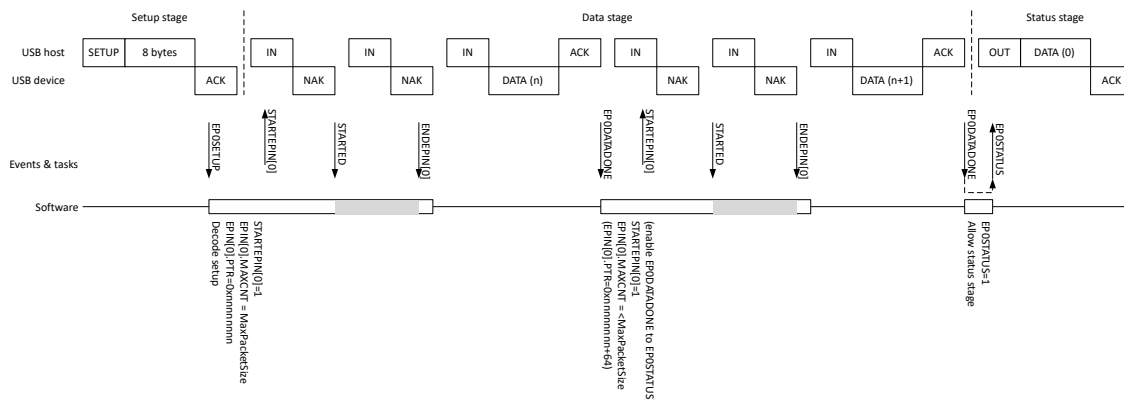 Setup stage
Data stage
Status stage
USB host
SETUP
8 bytes
IN
IN
IN
ACK
IN
IN
IN
ACK
OUT
DATA (0)
USB device
ACK
NAK
NAK
DATA (n)
NAK
NAK
DATA (n+1)
ACK
Events & tasks
EP0SETUP
STARTEPIN[0]
STARTED
ENDEPIN[0]
EP0DATADONE
STARTEPIN[0]
STARTED
ENDEPIN[0]
EP0DATADONE
EP0STATUS
Software
Decode setup
EPIN[0].PTR=0xnnnnnnnn
EPIN[0].MAXCNT = MaxPacketSize
STARTEPIN[0]=1
(EPIN[0].PTR=0xnnnnnnnn+64)
EPIN[0].MAXCNT = <MaxPacketSize
STARTEPIN[0]=1
(enable EP0DATADONE to EP0STATUS
Allow status stage
EP0STATUS=1